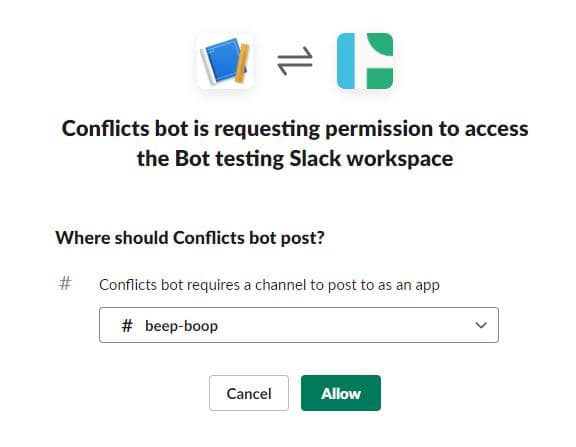 Conflicts bot is requesting permission to access
the Bot testing Slack workspace
Where should Conflicts bot post?
# Conflicts bot requires a channel to post to as an app
# beep-boop
Cancel Allow